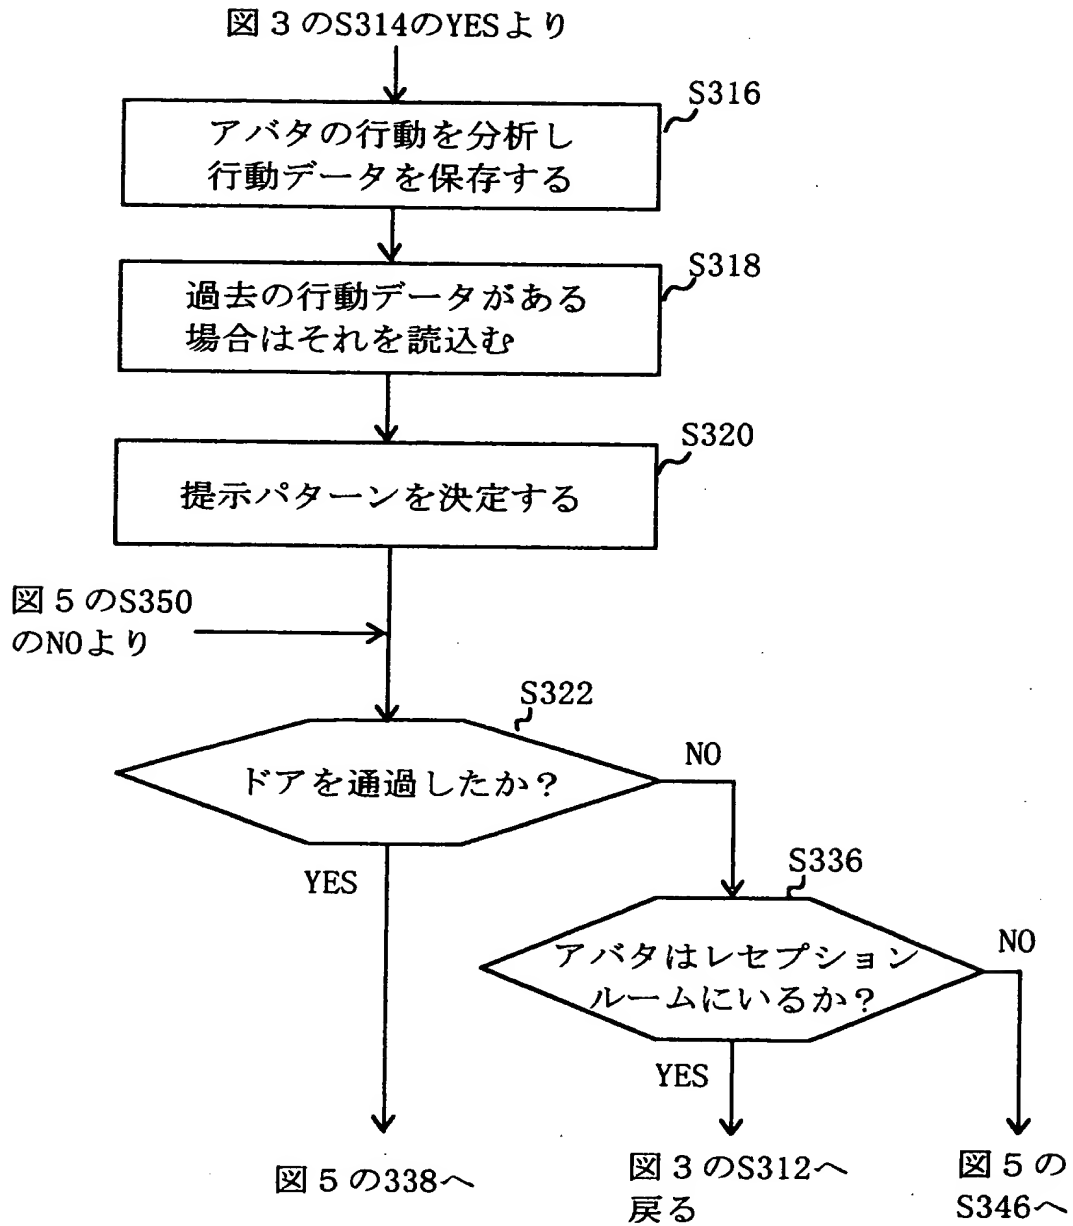 図３のS314のYESより
S316
アバタの行動を分析し
行動データを保存する
S318
過去の行動データがある
場合はそれを読込む
S320
提示パターンを決定する
図５のS350
のNOより
S322
ドアを通過したか？
NO
YES
S336
アバタはレセプション
ルームにいるか？
NO
YES
図５の338へ
図３のS312へ
戻る
図５の
S346へ